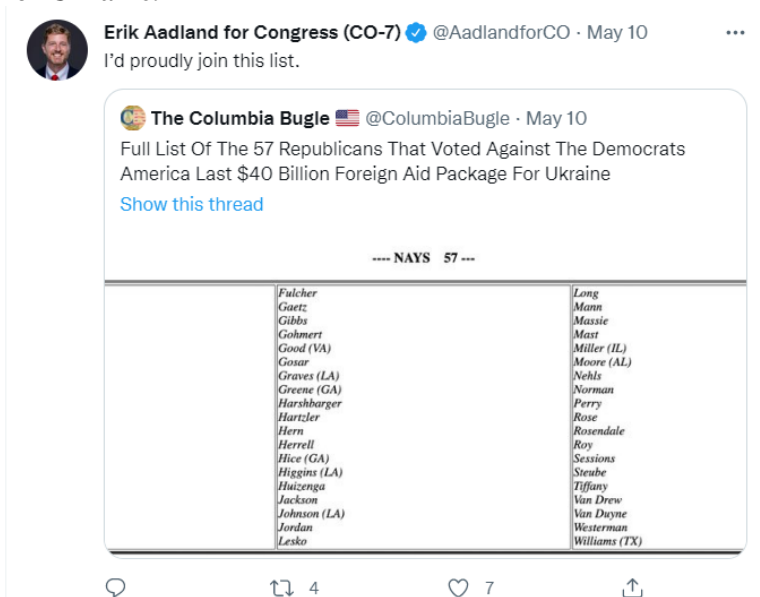 Erik Aadland for Congress (CO-7) @AadlandforCO · May 10
I'd proudly join this list.
The Columbia Bugle @ColumbiaBugle · May 10
Full List Of The 57 Republicans That Voted Against The Democrats
America Last $40 Billion Foreign Aid Package For Ukraine
Show this thread
---- NAYS 57 ---
Fulcher
Gaetz
Gibbs
Gohmert
Good (VA)
Gosar
Graves (LA)
Greene (GA)
Harshbarger
Hartzler
Hern
Herrell
Hice (GA)
Higgins (LA)
Huizenga
Jackson
Johnson (LA)
Jordan
Lesko
Long
Mann
Massie
Mast
Miller (IL)
Moore (AL)
Nehls
Norman
Perry
Rose
Rosendale
Roy
Sessions
Steube
Tiffany
Van Drew
Van Duyne
Westerman
Williams (TX)
4 7